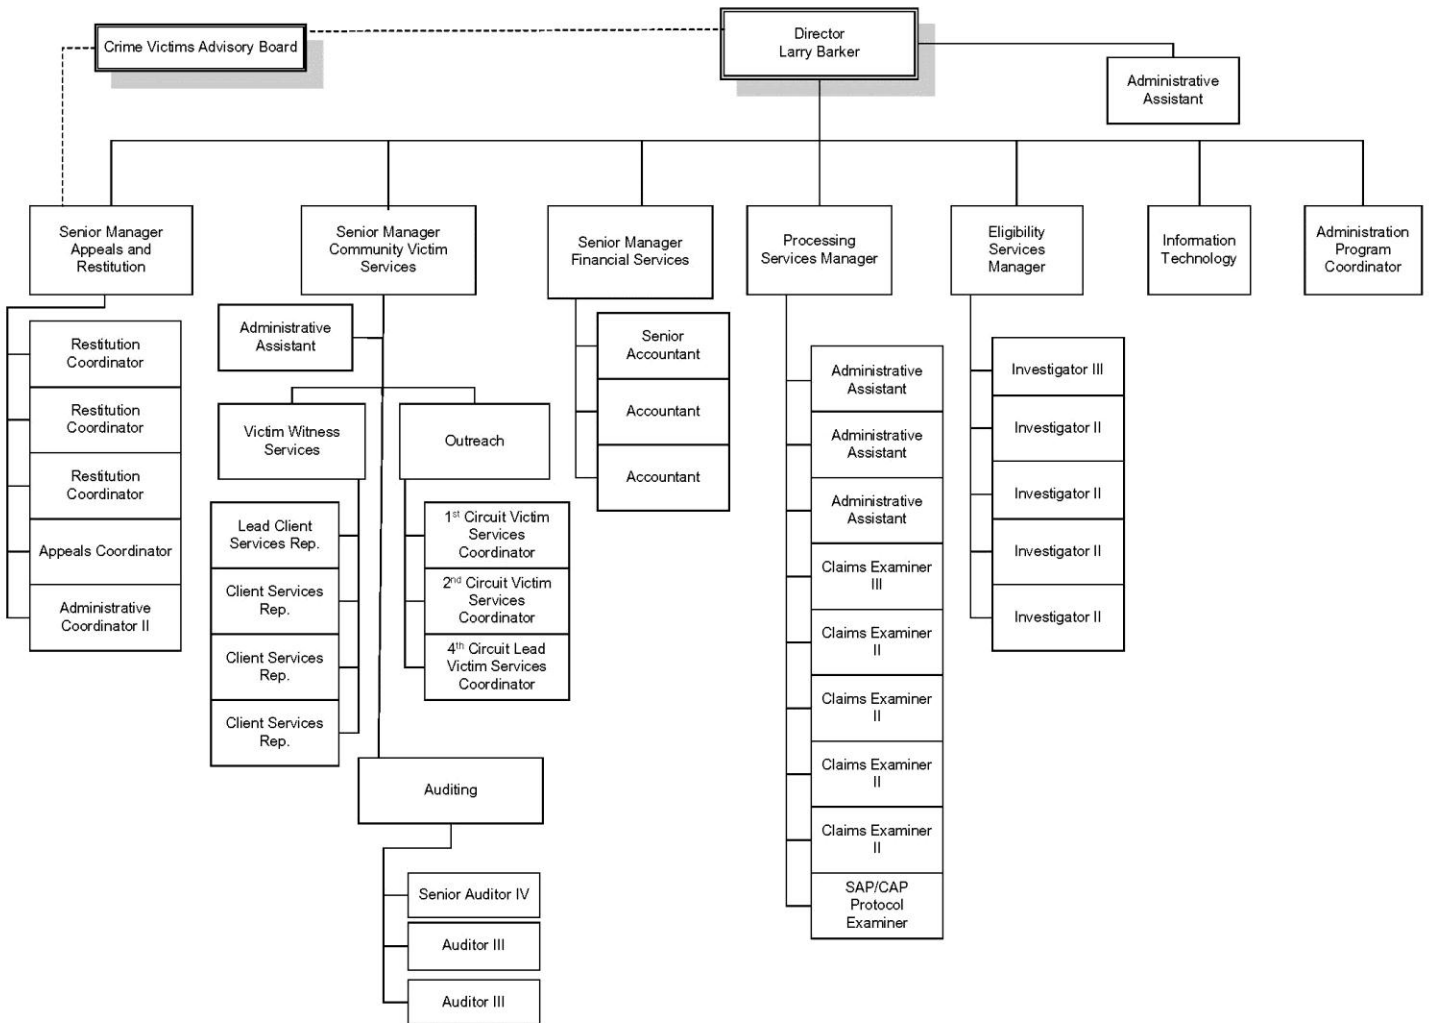 Crime Victims Advisory Board
Director
Larry Barker
Administrative
Assistant
Senior Manager
Appeals and
Restitution
Senior Manager
Community Victim
Services
Senior Manager
Financial Services
Processing
Services Manager
Eligibility
Services
Manager
Information
Technology
Administration
Program
Coordinator
Restitution
Coordinator
Restitution
Coordinator
Restitution
Coordinator
Appeals Coordinator
Administrative
Coordinator II
Administrative
Assistant
Victim Witness
Services
Outreach
Lead Client
Services Rep.
Client Services
Rep.
Client Services
Rep.
Client Services
Rep.
1st Circuit Victim
Services
Coordinator
2nd Circuit Victim
Services
Coordinator
4th Circuit Lead
Victim Services
Coordinator
Auditing
Senior Auditor IV
Auditor III
Auditor III
Senior
Accountant
Accountant
Accountant
Administrative
Assistant
Administrative
Assistant
Administrative
Assistant
Claims Examiner
III
Claims Examiner
II
Claims Examiner
II
Claims Examiner
II
Claims Examiner
II
SAP/CAP
Protocol
Examiner
Investigator III
Investigator II
Investigator II
Investigator II
Investigator II